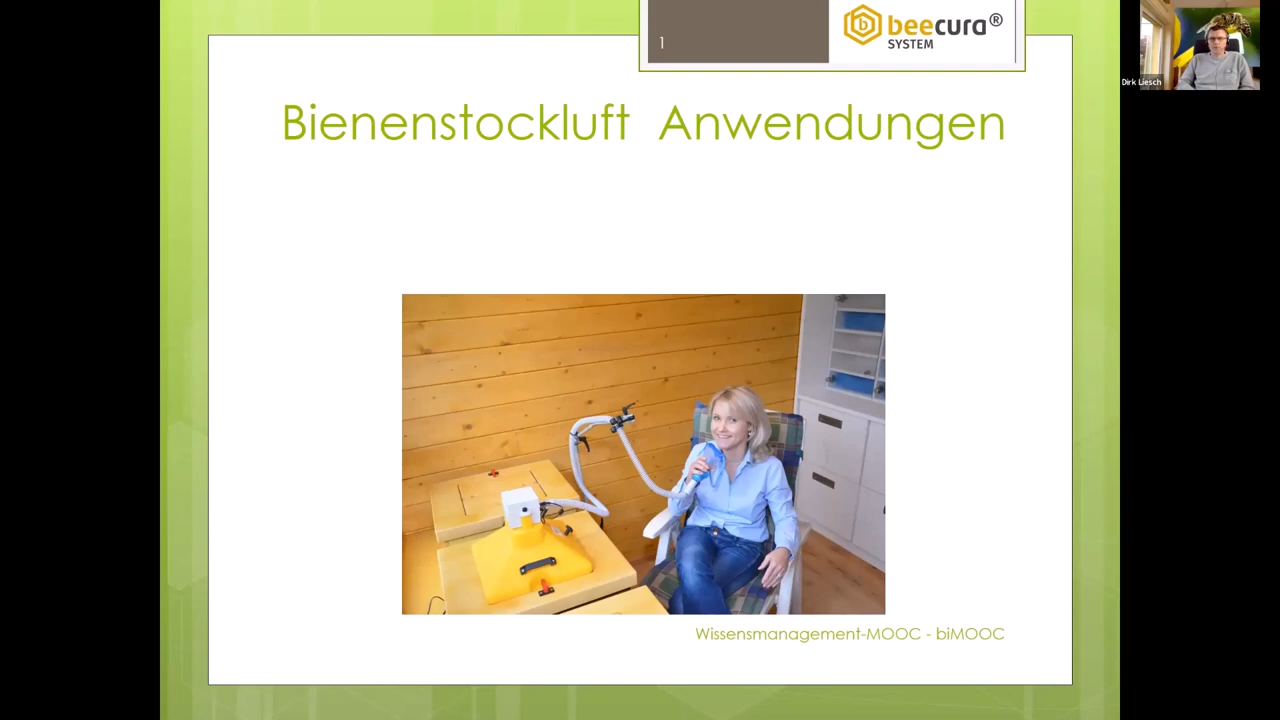 1
beecura®
SYSTEM
Dirk Liesch
Bienenstockluft Anwendungen
Wissensmanagement-MOOC - biMOOC